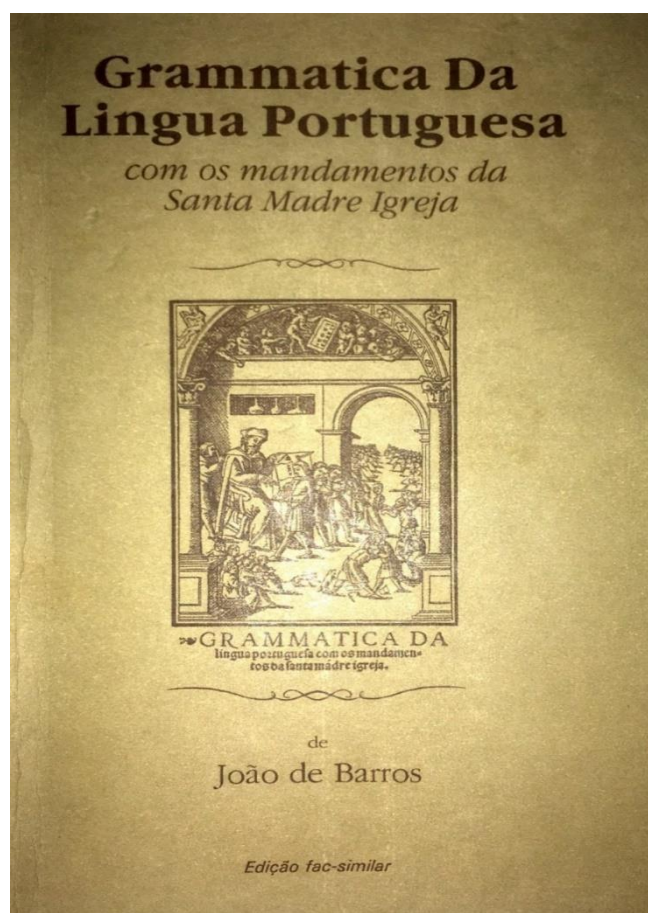 Grammatica Da
Lingua Portuguesa
com os mandamentos da
Santa Madre Igreja
GRAMMATICA DA
lingua portuguesa com os mandamen-
tos da santa mádre igreja.
de
João de Barros
Edição fac-similar